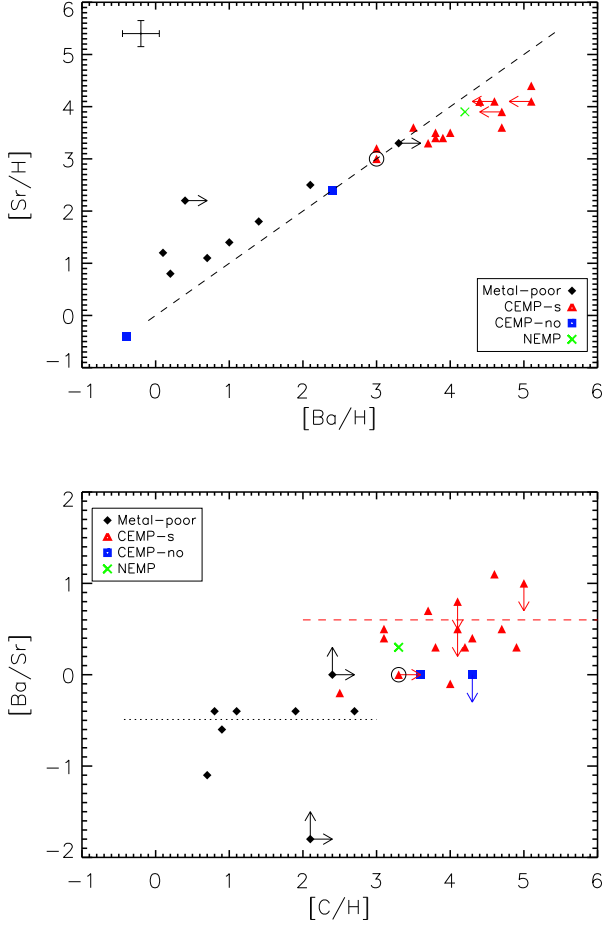 6
5
4
3
2
1
0
−1
[Sr/H]
Metal−poor
CEMP−s
CEMP−no
NEMP
−1 0 1 2 3 4 5 6
[Ba/H]
2
1
0
−1
−2
[Ba/Sr]
Metal−poor
CEMP−s
CEMP−no
NEMP
−1 0 1 2 3 4 5 6
[C/H]